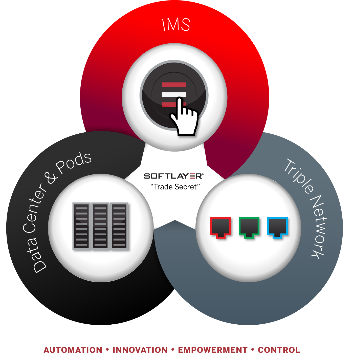 IMS
Data Center & Pods
SOFTLAYER®
"Trade Secret"
Triple Network
AUTOMATION • INNOVATION • EMPOWERMENT • CONTROL